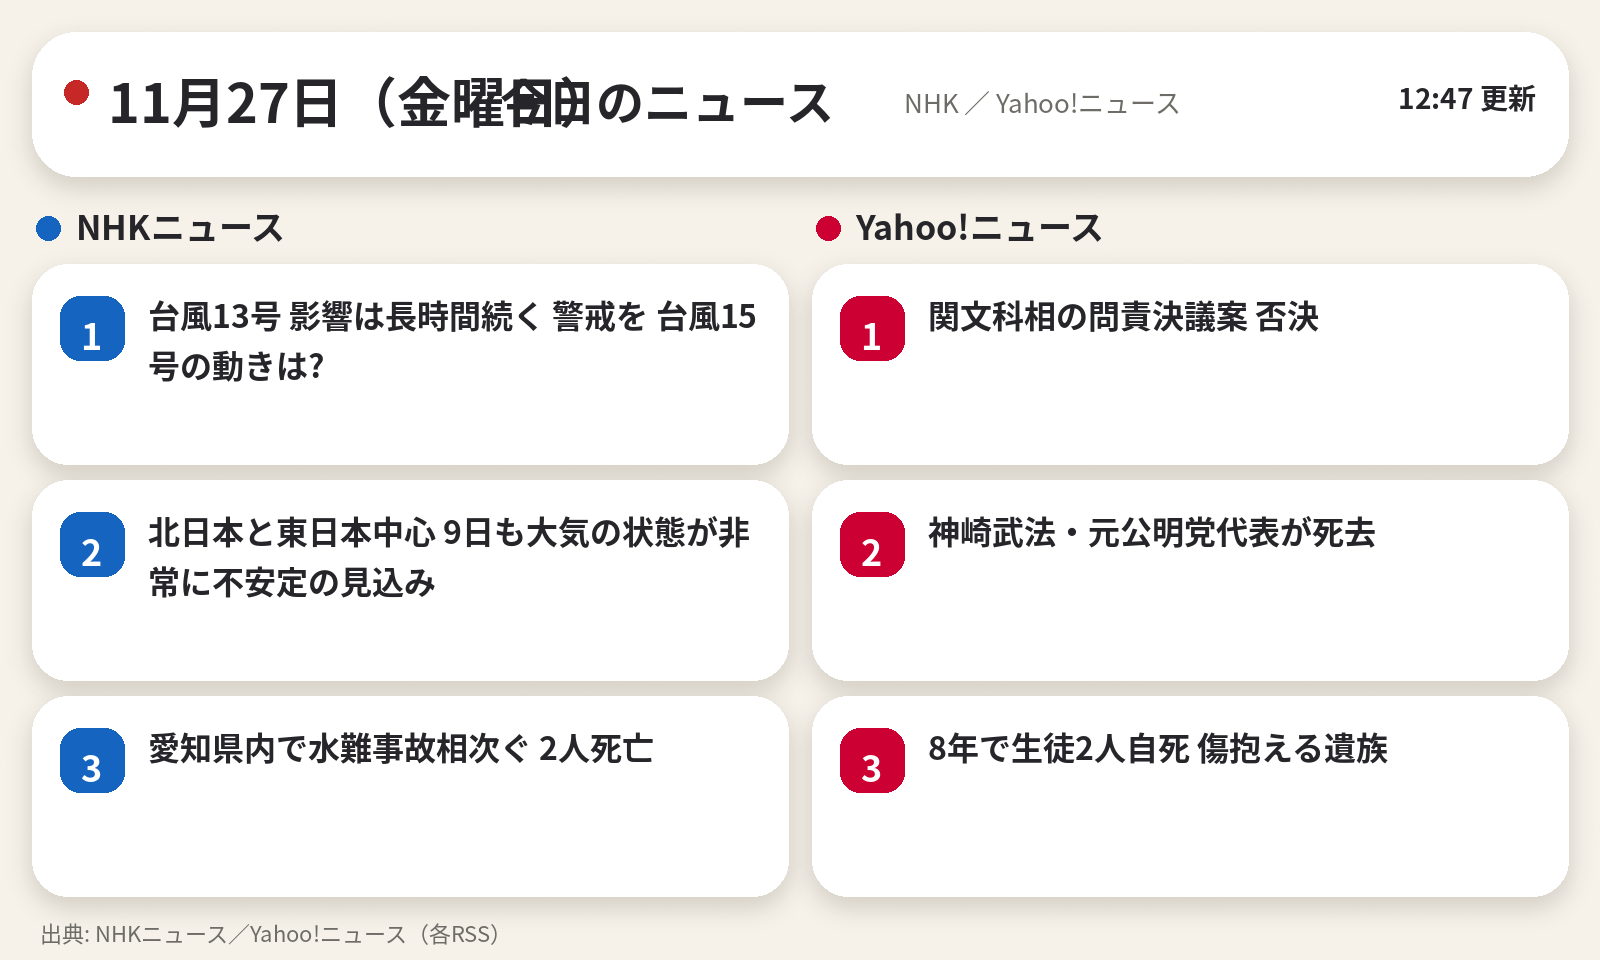 11月27日（金曜日）
今日のニュース
NHK ／ Yahoo!ニュース
12:47 更新
NHKニュース
1
台風13号 影響は長時間続く 警戒を 台風15
号の動きは?
2
北日本と東日本中心 9日も大気の状態が非
常に不安定の見込み
3
愛知県内で水難事故相次ぐ 2人死亡
Yahoo!ニュース
1
関文科相の問責決議案 否決
2
神崎武法・元公明党代表が死去
3
8年で生徒2人自死 傷抱える遺族
出典: NHKニュース／Yahoo!ニュース（各RSS）